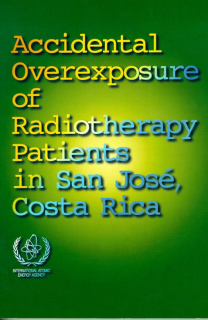 Accidental
Overexposure
of
Radiotherapy
Patients
in San José,
Costa Rica
INTERNATIONAL ATOMIC
ENERGY AGENCY